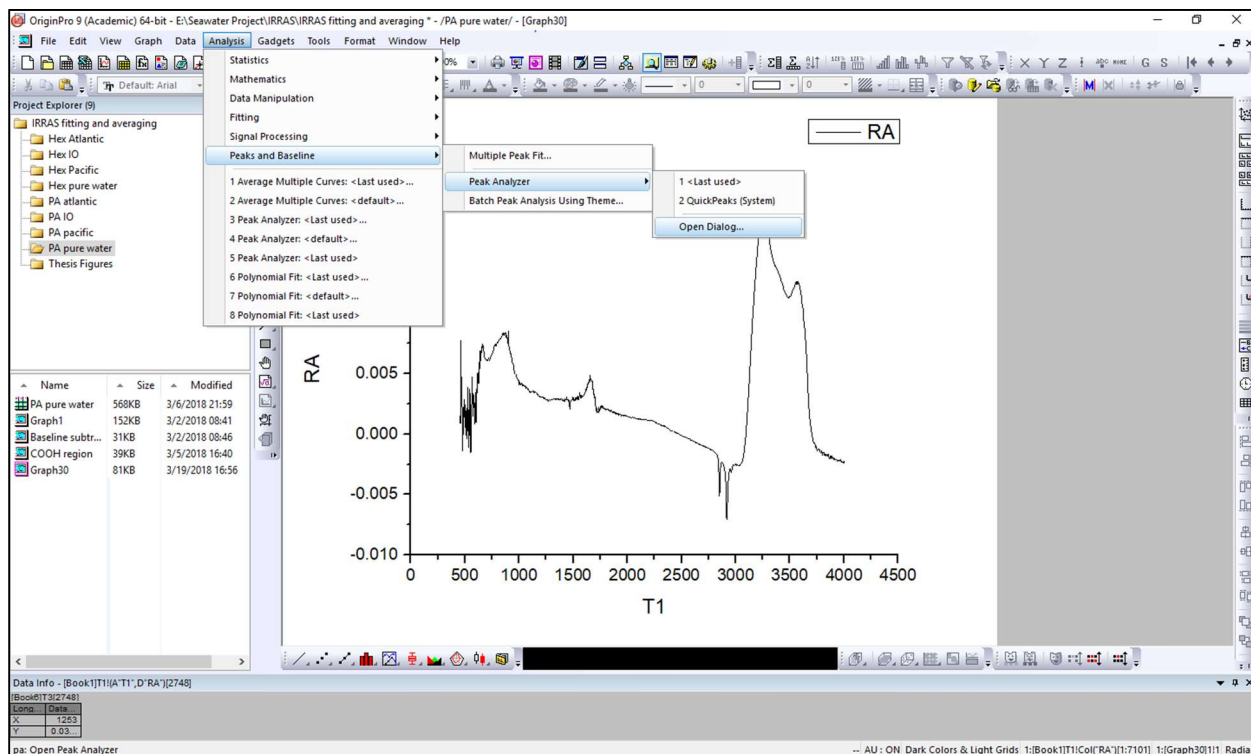 OriginPro 9 (Academic) 64-bit - E:\Seawater Project\IRRAS\IRRAS fitting and averaging * - /PA pure water/ - [Graph30]
File Edit View Graph Data Analysis Gadgets Tools Format Window Help
Default: Arial
0
0
X Y Z
G S
Project Explorer (9)
IRRAS fitting and averaging
Hex Atlantic
Hex IO
Hex Pacific
Hex pure water
PA atlantic
PA IO
PA pacific
PA pure water
Thesis Figures
Statistics
Mathematics
Data Manipulation
Fitting
Signal Processing
Peaks and Baseline
1 Average Multiple Curves: <Last used>...
2 Average Multiple Curves: <default>...
3 Peak Analyzer: <Last used>...
4 Peak Analyzer: <default>...
5 Peak Analyzer: <Last used>
6 Polynomial Fit: <Last used>...
7 Polynomial Fit: <default>...
8 Polynomial Fit: <Last used>
Multiple Peak Fit...
Peak Analyzer
Batch Peak Analysis Using Theme...
1 <Last used>
2 QuickPeaks (System)
Open Dialog...
RA
RA
0.005
0.000
-0.005
-0.010
0 500 1000 1500 2000 2500 3000 3500 4000 4500
T1
Name Size Modified
PA pure water 568KB 3/6/2018 21:59
Graph1 152KB 3/2/2018 08:41
Baseline subtr... 31KB 3/2/2018 08:46
COOH region 39KB 3/5/2018 16:40
Graph30 81KB 3/19/2018 16:56
Data Info - [Book1]T1!(A"T1",D"RA")[2748]
[Book6]T3[2748]
Long... Data...
X 1253
Y 0.03...
pa: Open Peak Analyzer
-- AU : ON Dark Colors & Light Grids 1:[Book1]T1!Col("RA")[1:7101] 1:[Graph30]1!1 Radia